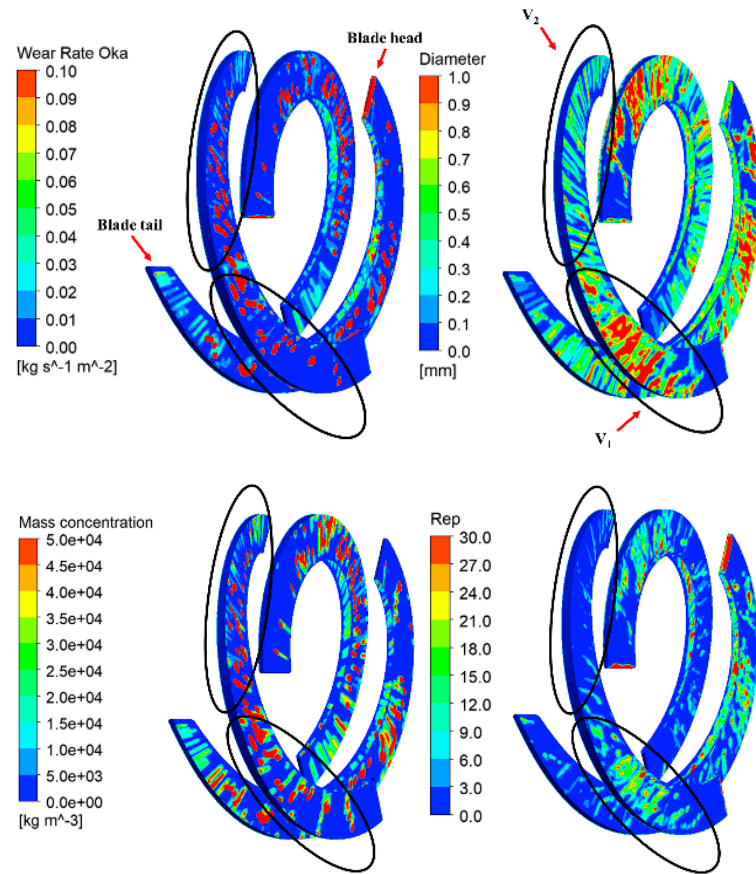 V2
Blade head
Wear Rate Oka
0.10
0.09
0.08
0.07
0.06
0.05
0.04
0.03
0.02
0.01
0.00
[kg s^-1 m^-2]
Blade tail
Diameter
1.0
0.9
0.8
0.7
0.6
0.5
0.4
0.3
0.2
0.1
0.0
[mm]
V1
Mass concentration
5.0e+04
4.5e+04
4.0e+04
3.5e+04
3.0e+04
2.5e+04
2.0e+04
1.5e+04
1.0e+04
5.0e+03
0.0e+00
[kg m^-3]
Rep
30.0
27.0
24.0
21.0
18.0
15.0
12.0
9.0
6.0
3.0
0.0